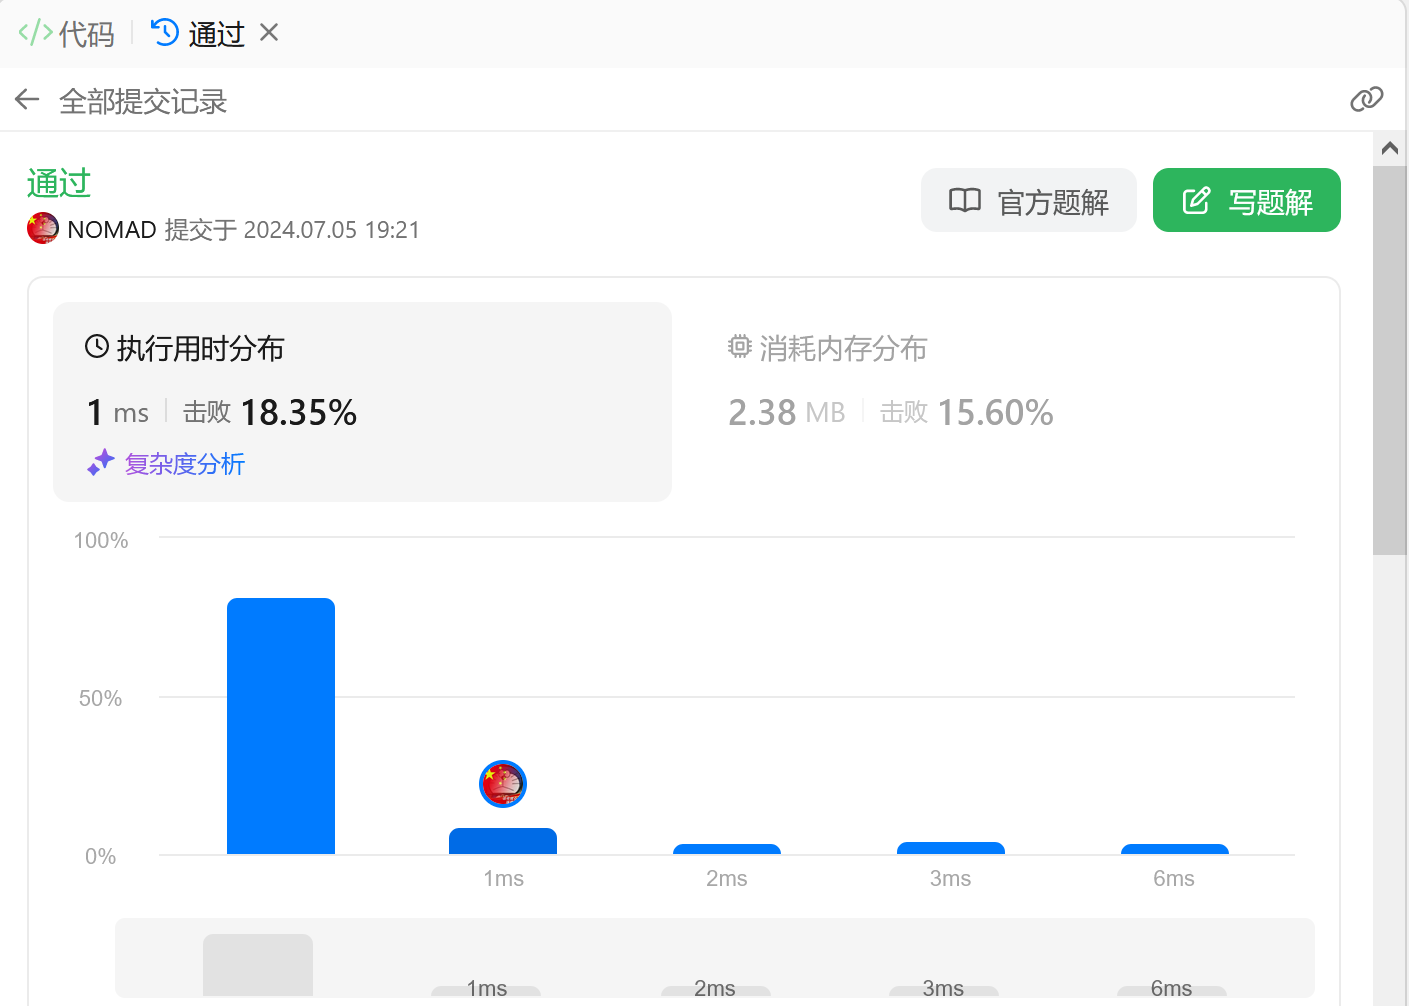 代码 通过
全部提交记录
通过
NOMAD 提交于 2024.07.05 19:21
官方题解
写题解
执行用时分布
1 ms 击败 18.35%
复杂度分析
消耗内存分布
2.38 MB 击败 15.60%
100%
50%
0%
1ms 2ms 3ms 6ms
1ms 2ms 3ms 6ms